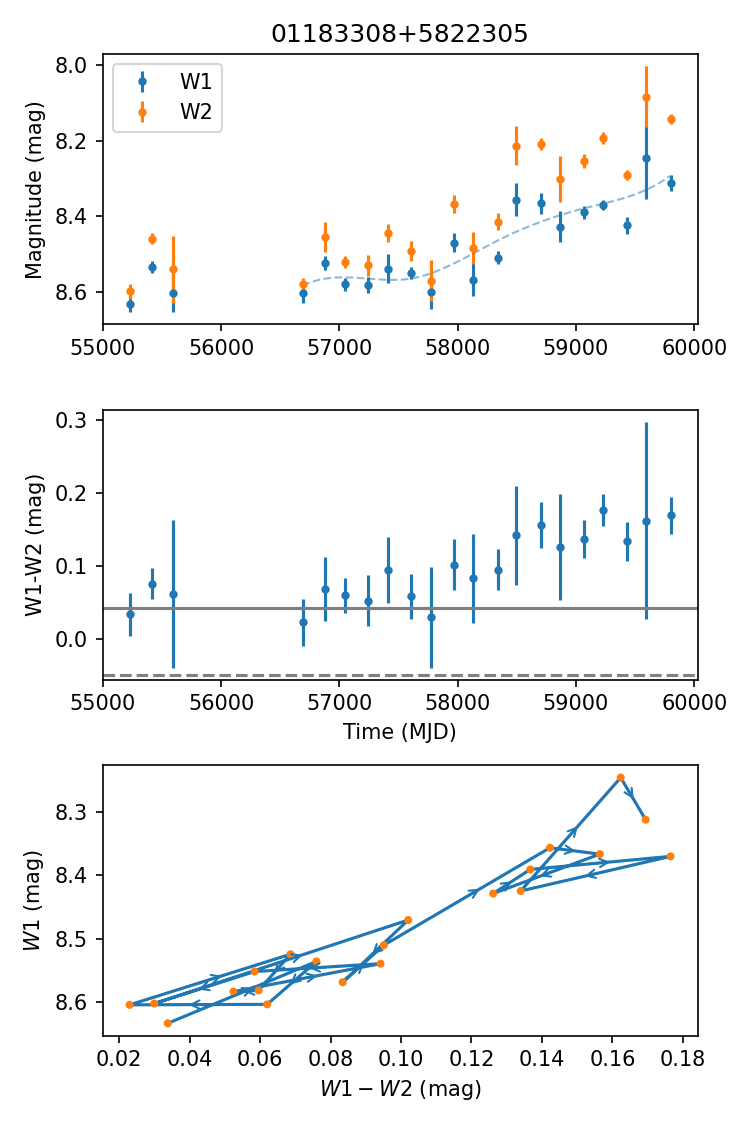 01183308+5822305
W1
W2
Magnitude (mag)
8.0
8.2
8.4
8.6
55000 56000 57000 58000 59000 60000
W1-W2 (mag)
0.3
0.2
0.1
0.0
55000 56000 57000 58000 59000 60000
Time (MJD)
W1 (mag)
8.3
8.4
8.5
8.6
0.02 0.04 0.06 0.08 0.10 0.12 0.14 0.16 0.18
W1 − W2 (mag)